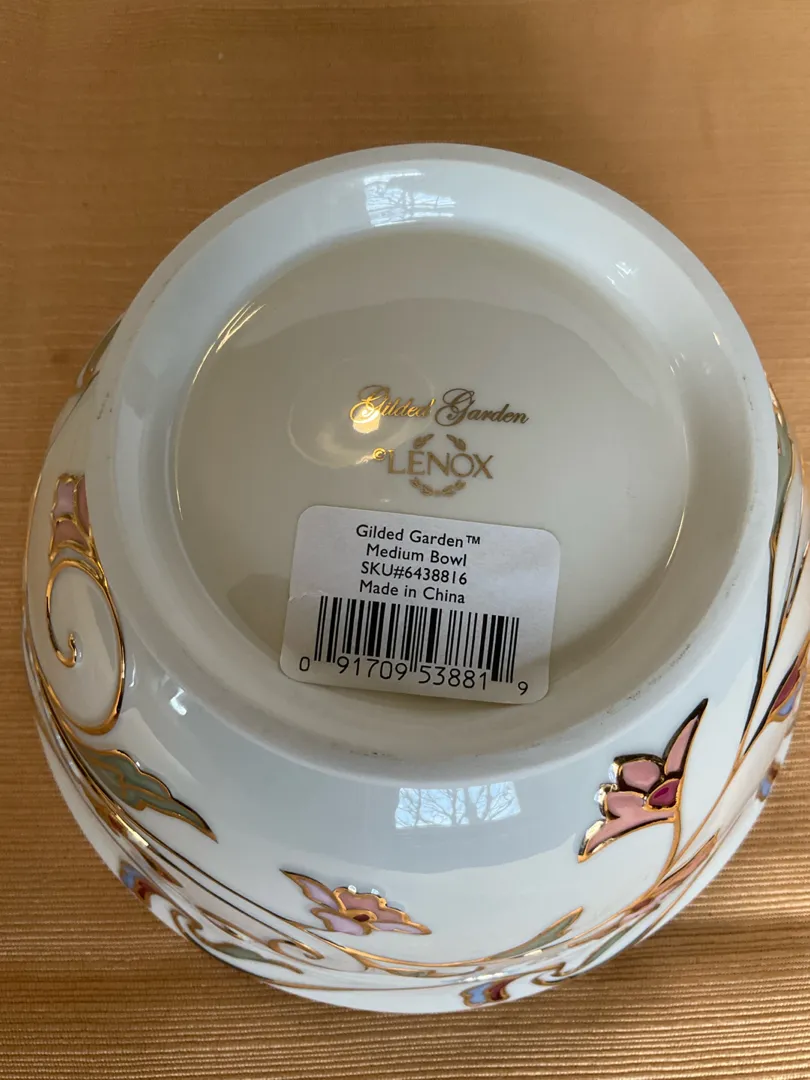 Gilded Garden
©LENOX
Gilded Garden™
Medium Bowl
SKU#6438816
Made in China
0 91709 53881 9